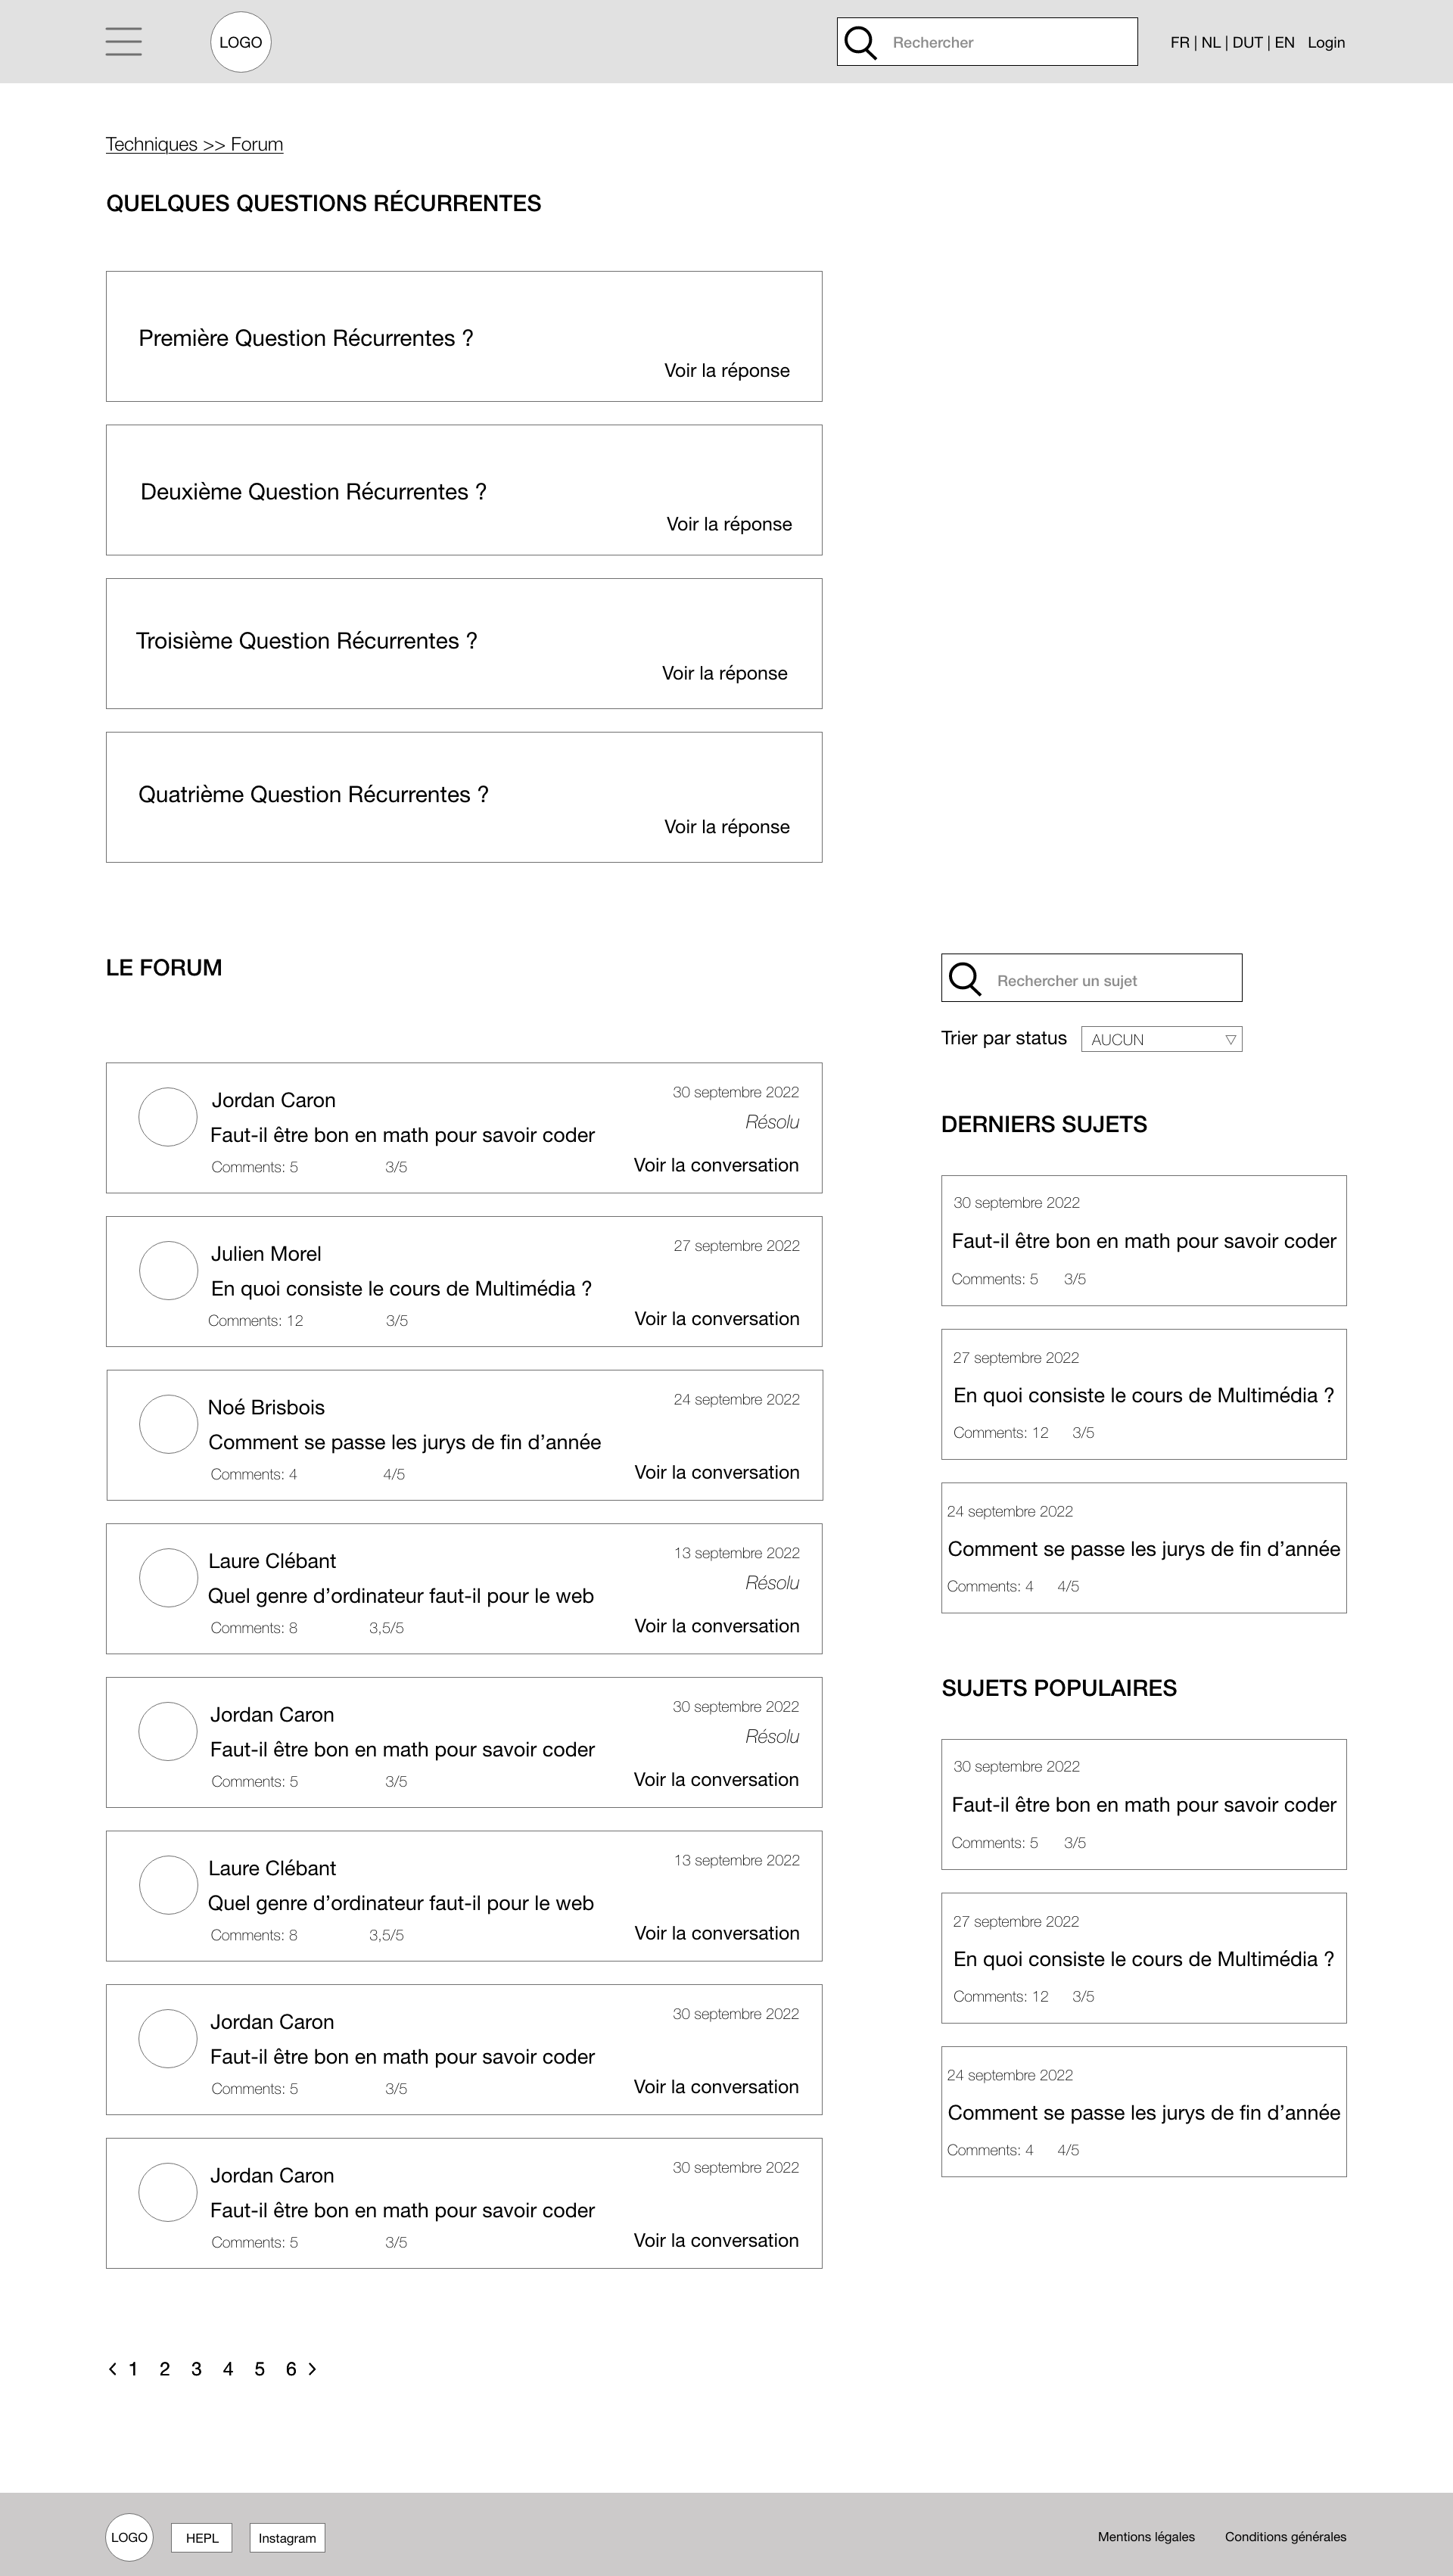 LOGO
Rechercher
FR | NL | DUT | EN Login
Techniques >> Forum
QUELQUES QUESTIONS RÉCURRENTES
Première Question Récurrentes ?
Voir la réponse
Deuxième Question Récurrentes ?
Voir la réponse
Troisième Question Récurrentes ?
Voir la réponse
Quatrième Question Récurrentes ?
Voir la réponse
LE FORUM
Jordan Caron
30 septembre 2022
Résolu
Faut-il être bon en math pour savoir coder
Comments: 5 3/5
Voir la conversation
Julien Morel
27 septembre 2022
En quoi consiste le cours de Multimédia ?
Comments: 12 3/5
Voir la conversation
Noé Brisbois
24 septembre 2022
Comment se passe les jurys de fin d’année
Comments: 4 4/5
Voir la conversation
Laure Clébant
13 septembre 2022
Résolu
Quel genre d’ordinateur faut-il pour le web
Comments: 8 3,5/5
Voir la conversation
Jordan Caron
30 septembre 2022
Résolu
Faut-il être bon en math pour savoir coder
Comments: 5 3/5
Voir la conversation
Laure Clébant
13 septembre 2022
Quel genre d’ordinateur faut-il pour le web
Comments: 8 3,5/5
Voir la conversation
Jordan Caron
30 septembre 2022
Faut-il être bon en math pour savoir coder
Comments: 5 3/5
Voir la conversation
Jordan Caron
30 septembre 2022
Faut-il être bon en math pour savoir coder
Comments: 5 3/5
Voir la conversation
< 1 2 3 4 5 6 >
Rechercher un sujet
Trier par status AUCUN
DERNIERS SUJETS
30 septembre 2022
Faut-il être bon en math pour savoir coder
Comments: 5 3/5
27 septembre 2022
En quoi consiste le cours de Multimédia ?
Comments: 12 3/5
24 septembre 2022
Comment se passe les jurys de fin d’année
Comments: 4 4/5
SUJETS POPULAIRES
30 septembre 2022
Faut-il être bon en math pour savoir coder
Comments: 5 3/5
27 septembre 2022
En quoi consiste le cours de Multimédia ?
Comments: 12 3/5
24 septembre 2022
Comment se passe les jurys de fin d’année
Comments: 4 4/5
LOGO
HEPL
Instagram
Mentions légales
Conditions générales